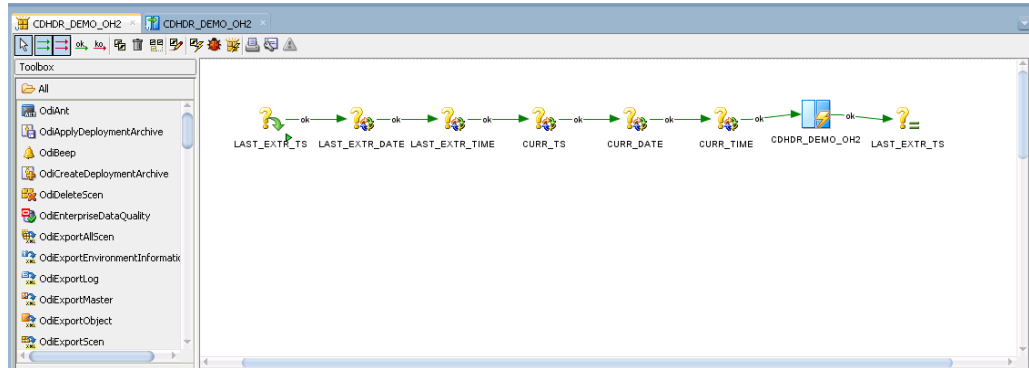 CDHDR_DEMO_OH2
CDHDR_DEMO_OH2
ok
ko
Toolbox
All
OdiAnt
OdiApplyDeploymentArchive
OdiBeep
OdiCreateDeploymentArchive
OdiDeleteScen
OdiEnterpriseDataQuality
OdiExportAllScen
OdiExportEnvironmentInformatic
OdiExportLog
OdiExportMaster
OdiExportObject
OdiExportScen
ok ok ok ok ok ok ok
LAST_EXTR_TS LAST_EXTR_DATE LAST_EXTR_TIME CURR_TS CURR_DATE CURR_TIME CDHDR_DEMO_OH2 LAST_EXTR_TS